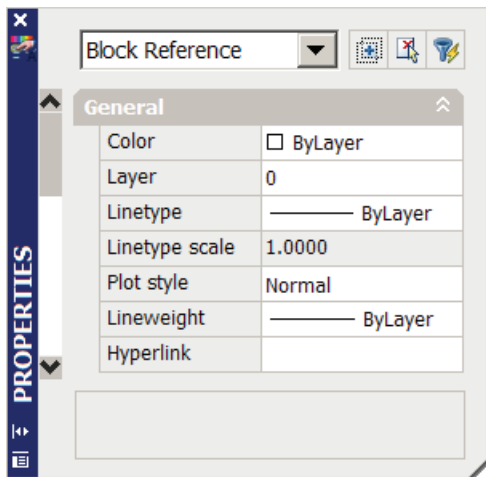 Block Reference
General
Color ByLayer
Layer 0
Linetype ByLayer
Linetype scale 1.0000
Plot style Normal
Lineweight ByLayer
Hyperlink
PROPERTIES